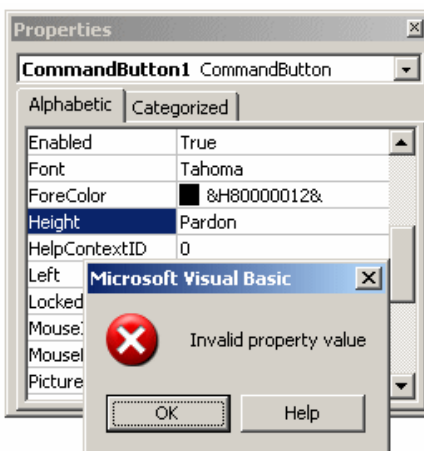 Properties
CommandButton1 CommandButton
Alphabetic Categorized
Enabled True
Font Tahoma
ForeColor &H80000012&
Height Pardon
HelpContextID 0
Left
Locked
Picture
Microsoft Visual Basic
Invalid property value
OK Help